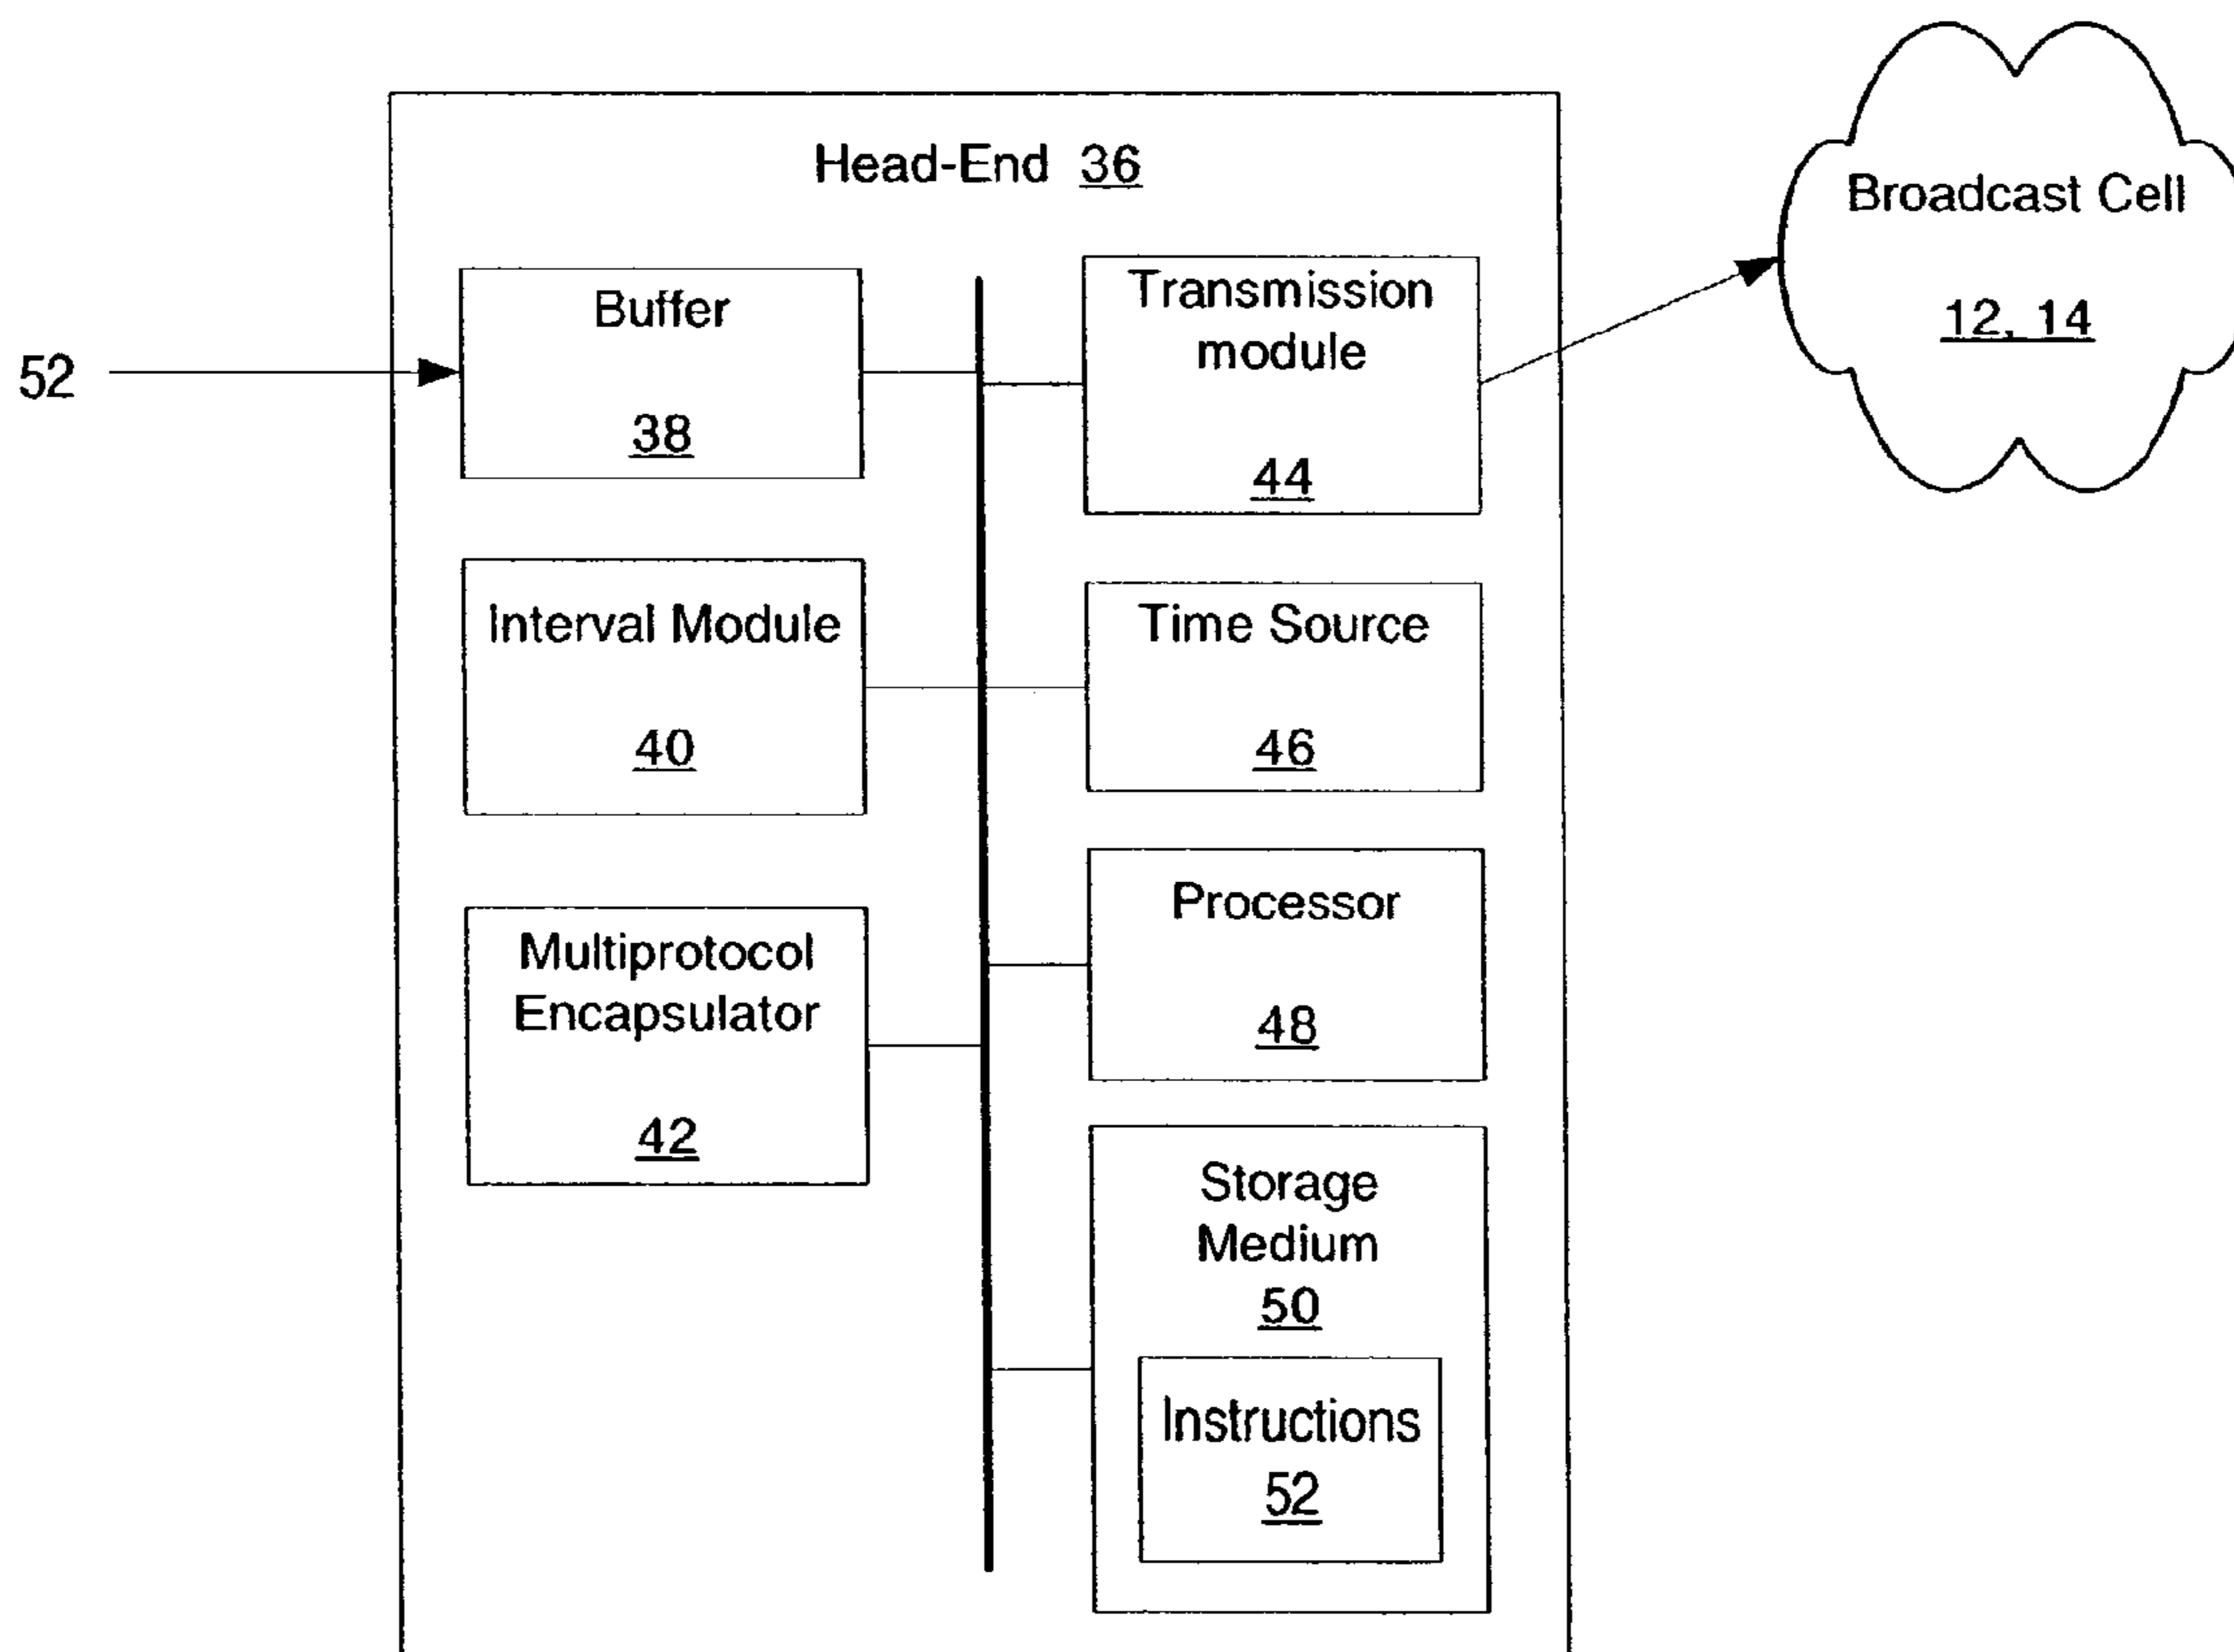 Head-End 36
Broadcast Cell
12, 14
52
Buffer
38
Transmission
module
44
Interval Module
40
Time Source
46
Multiprotocol
Encapsulator
42
Processor
48
Storage
Medium
50
Instructions
52